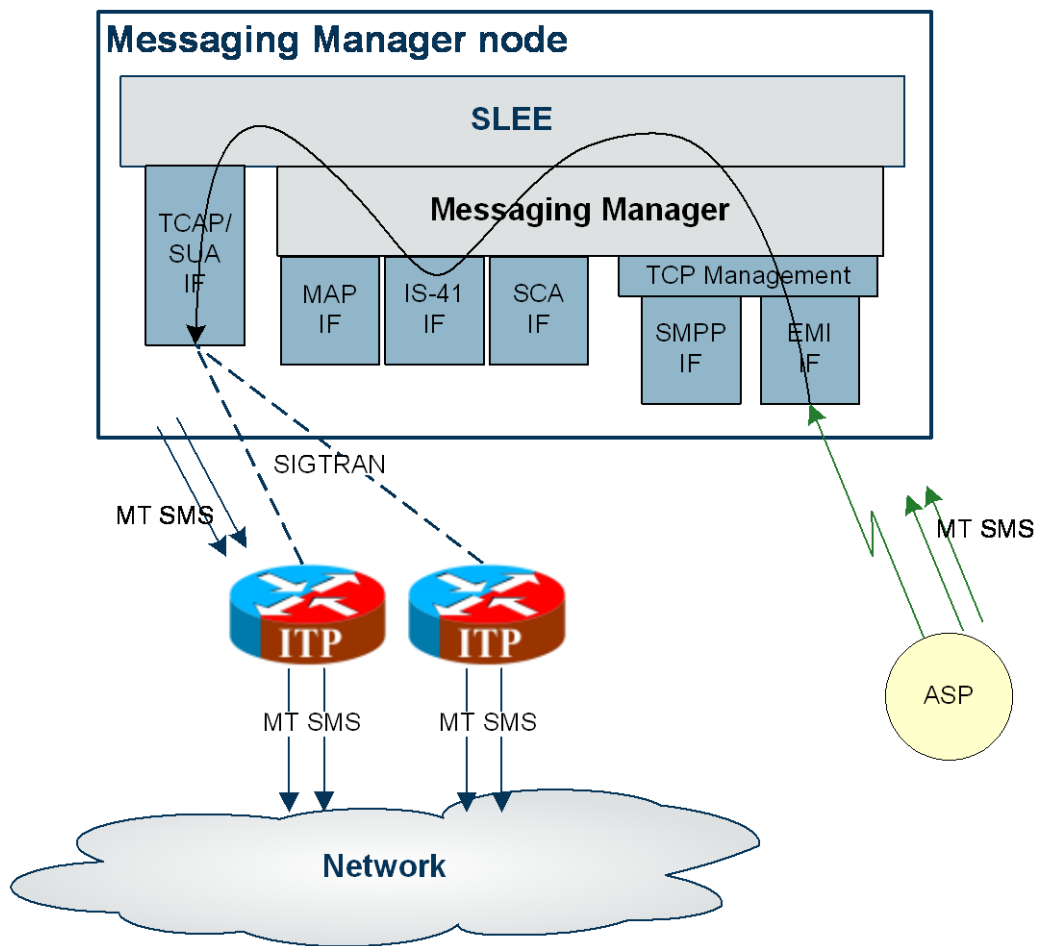 Messaging Manager node
SLEE
Messaging Manager
TCAP/
SUA
IF
MAP
IF
IS-41
IF
SCA
IF
TCP Management
SMPP
IF
EMI
IF
SIGTRAN
MT SMS
MT SMS
ITP
ITP
ASP
MT SMS
MT SMS
Network